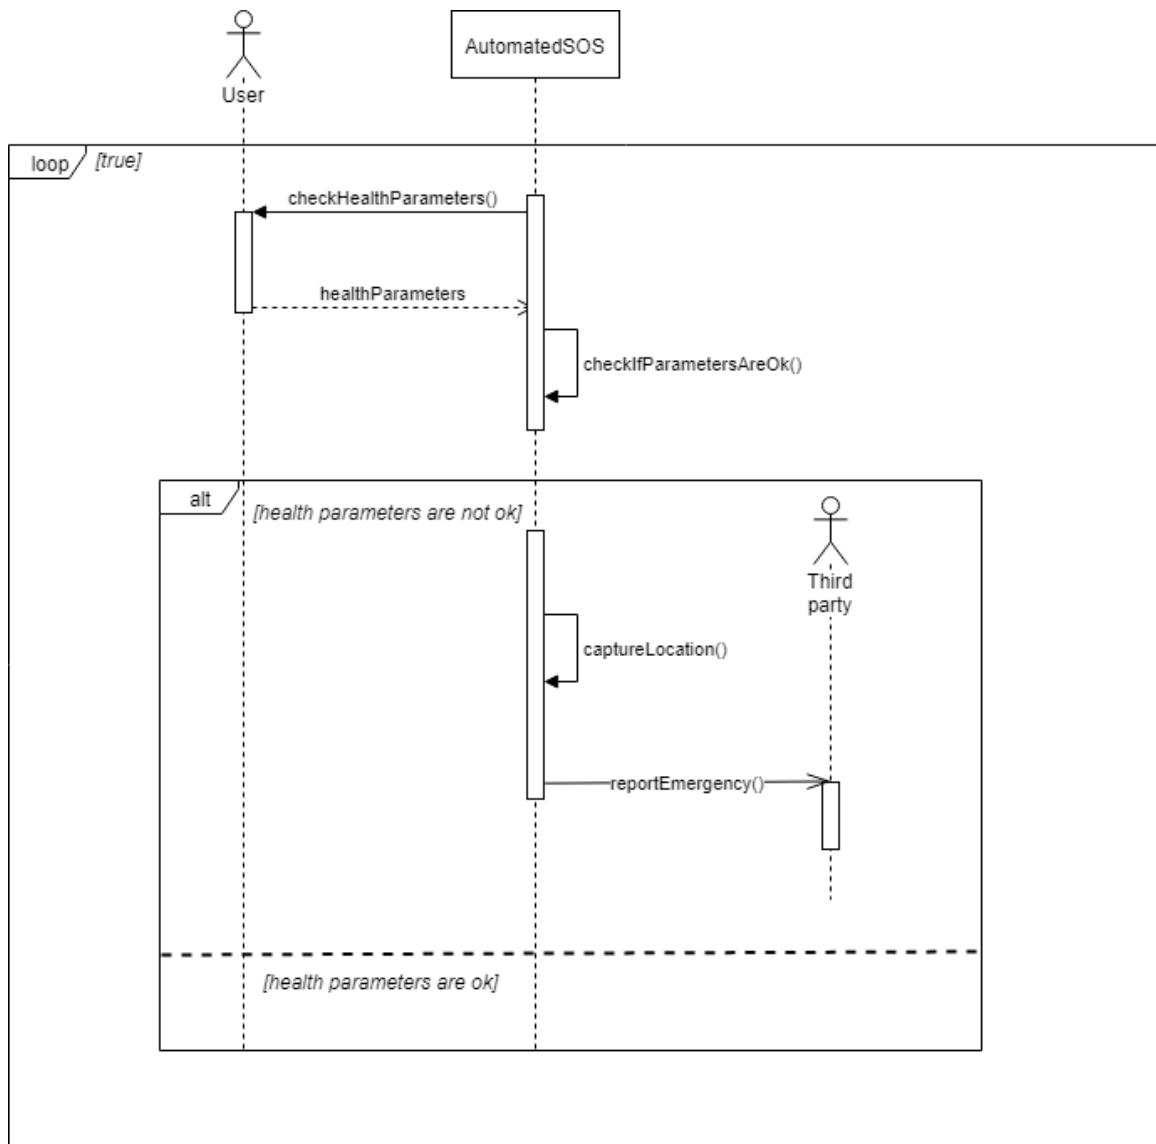 AutomatedSOS
User
loop
[true]
checkHealthParameters()
healthParameters
checkIfParametersAreOk()
alt
[health parameters are not ok]
Third
party
captureLocation()
reportEmergency()
[health parameters are ok]